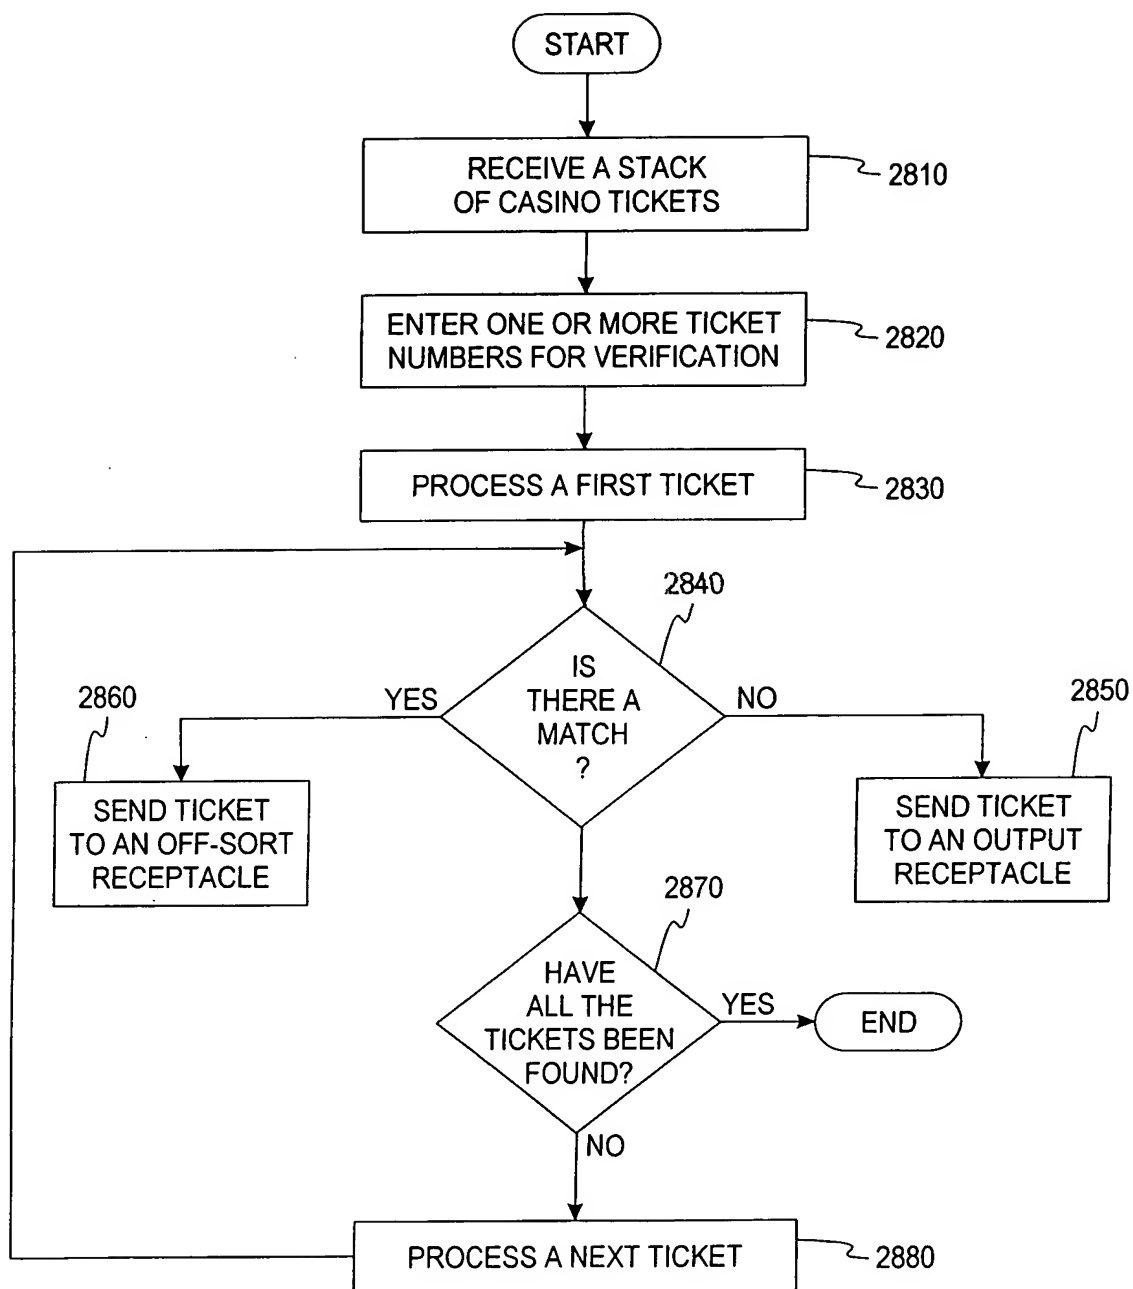 START
RECEIVE A STACK
OF CASINO TICKETS
2810
ENTER ONE OR MORE TICKET
NUMBERS FOR VERIFICATION
2820
PROCESS A FIRST TICKET
2830
2840
IS
THERE A
MATCH
?
YES
NO
2860
2850
SEND TICKET
TO AN OFF-SORT
RECEPTACLE
SEND TICKET
TO AN OUTPUT
RECEPTACLE
2870
HAVE
ALL THE
TICKETS BEEN
FOUND?
YES
END
NO
PROCESS A NEXT TICKET
2880